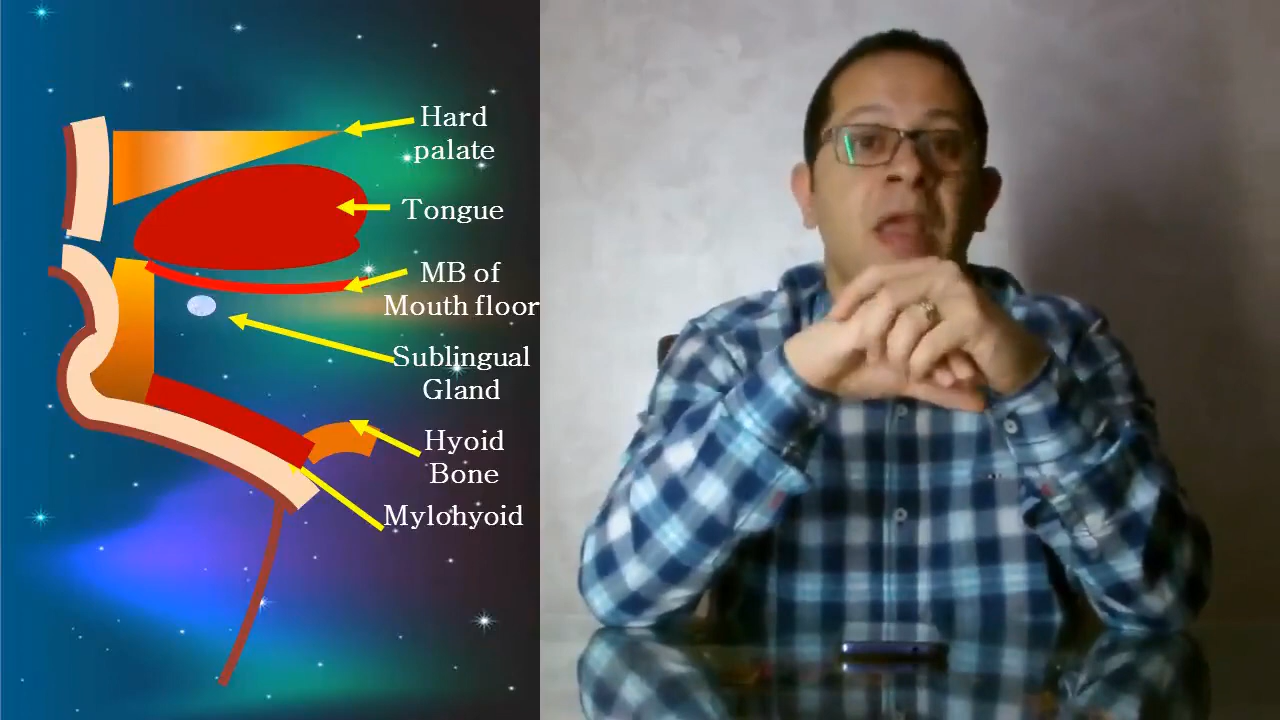 Hard
palate
Tongue
MB of
Mouth floor
Sublingual
Gland
Hyoid
Bone
Mylohyoid